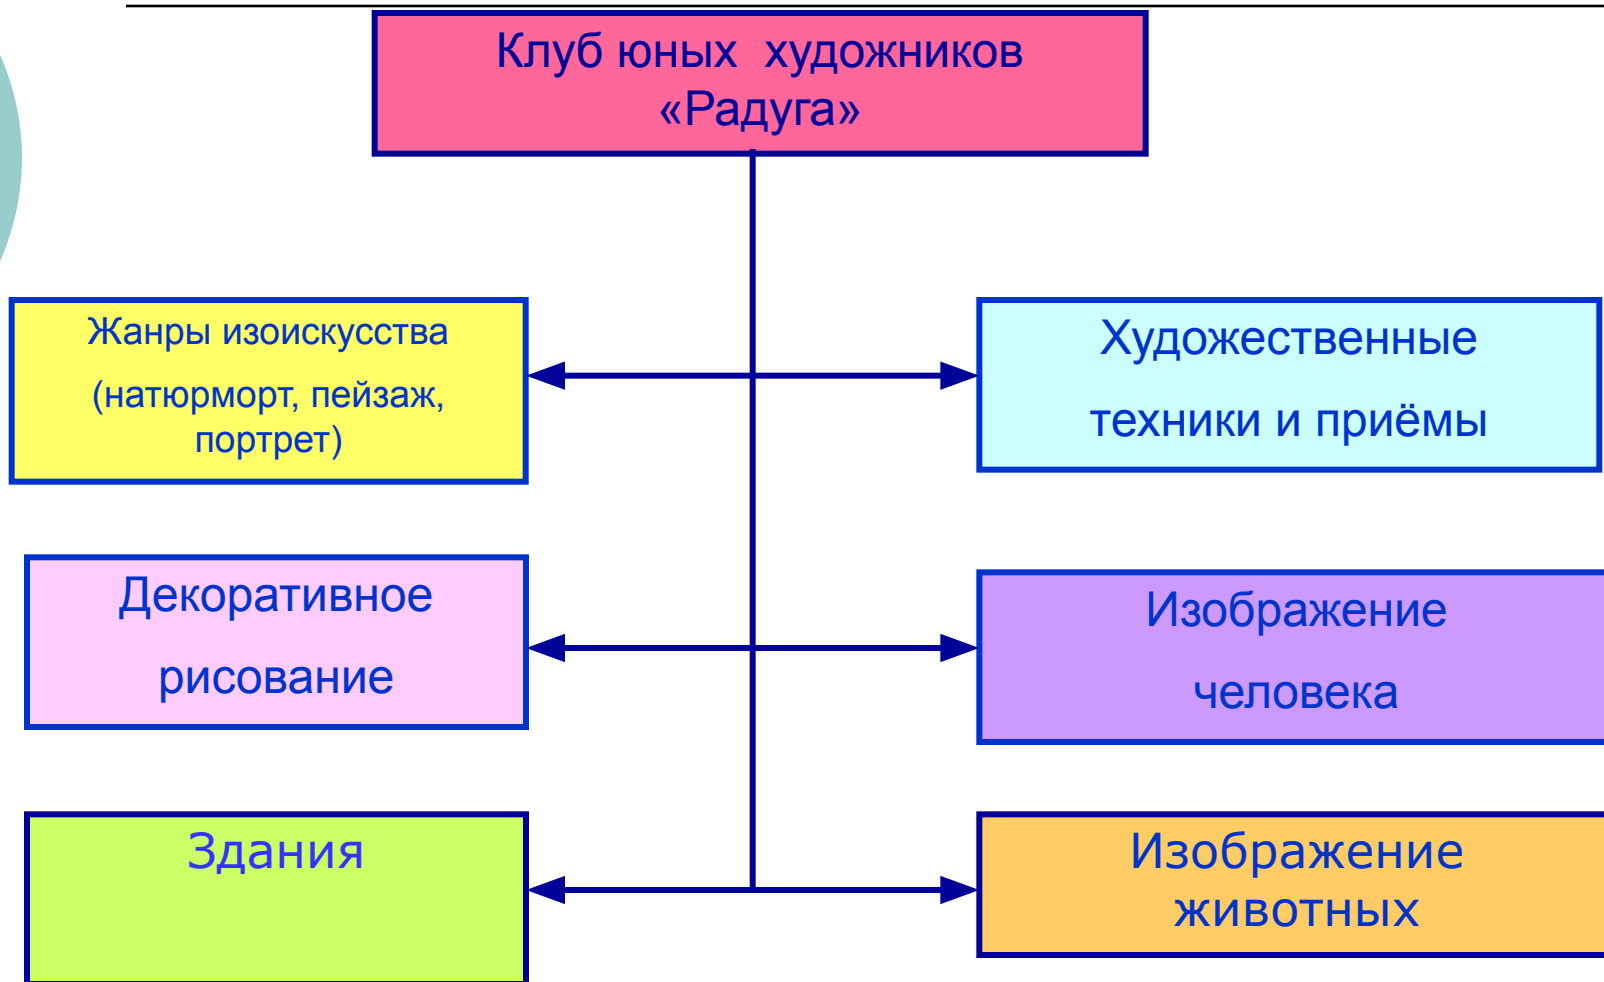 Клуб юных художников
«Радуга»
Жанры изоискусства
(натюрморт, пейзаж,
портрет)
Художественные
техники и приёмы
Декоративное
рисование
Изображение
человека
Здания
Изображение
животных